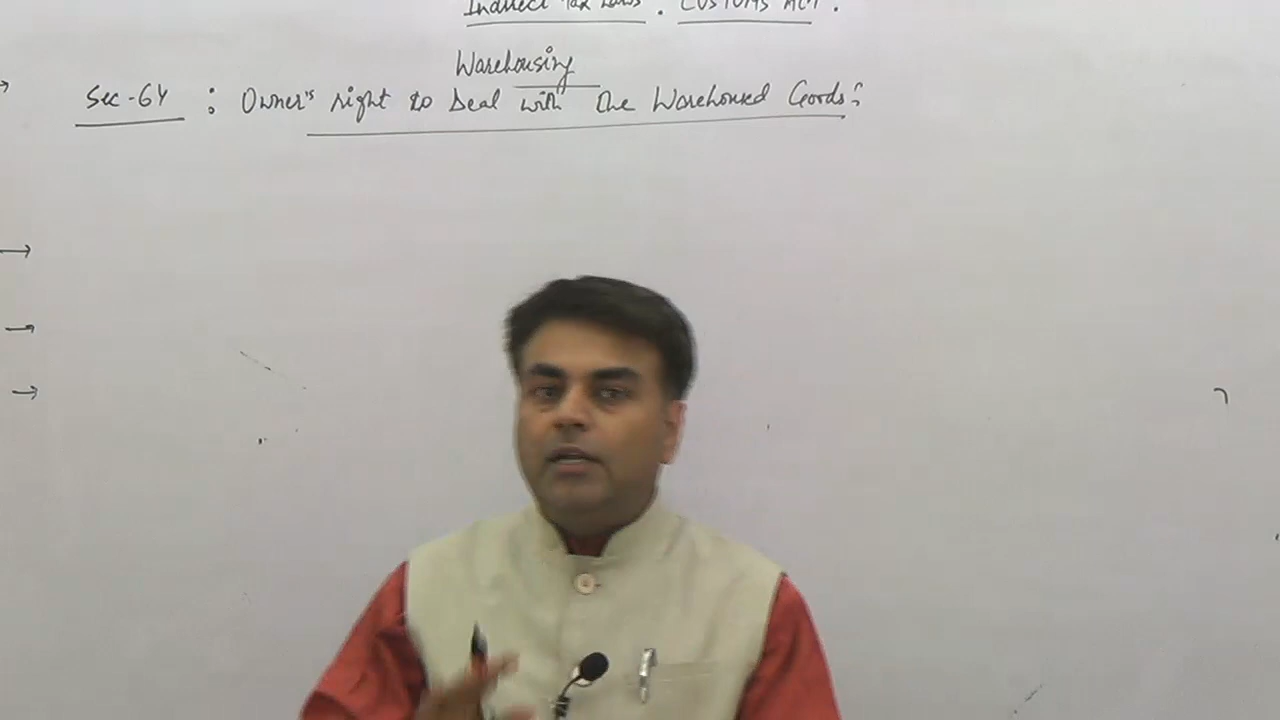 Indirect Tax Laws . CUSTOMS ACT .
Warehousing
Sec-64 : Owner's right to Deal with the Warehoused Goods :